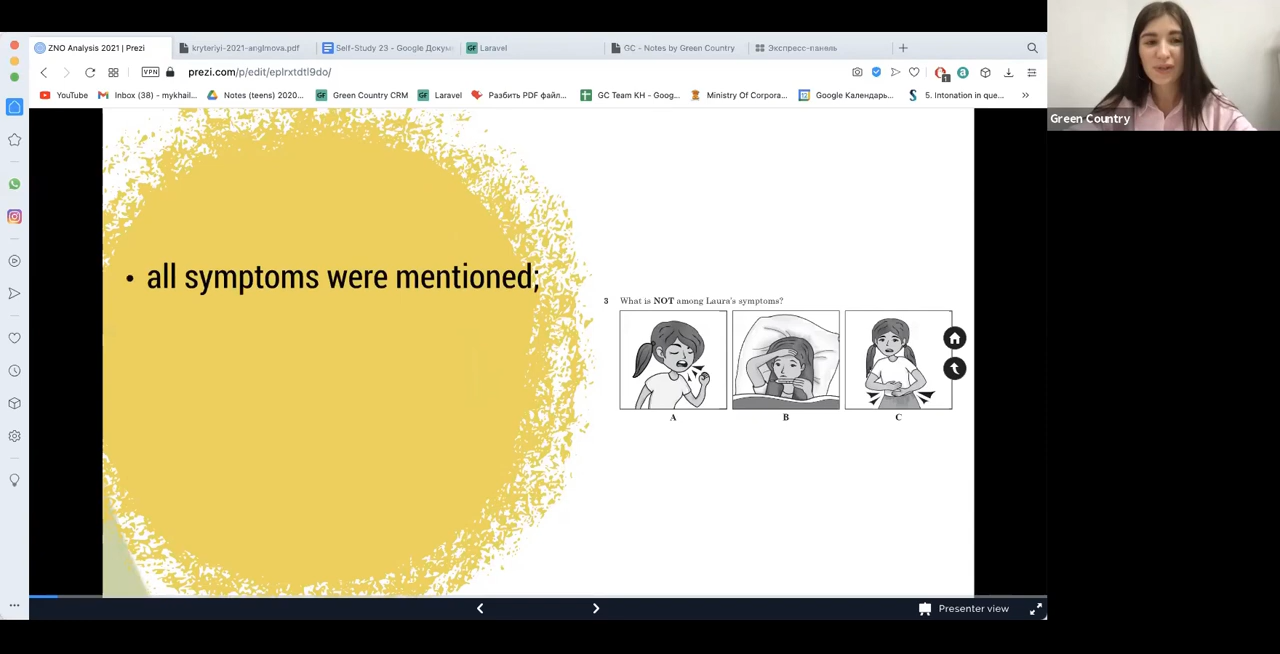 ZNO Analysis 2021 | Prezi
kryteriyi-2021-anglmova.pdf
Self-Study 23 - Google Докум
Laravel
GC - Notes by Green Country
Экспресс-панель
VPN
prezi.com/p/edit/eplrxtdtl9do/
YouTube
Inbox (38) - mykhail...
Notes (teens) 2020...
Green Country CRM
Laravel
Разбить PDF файл...
GC Team KH - Goog...
Ministry Of Corpora...
Google Календарь...
5. Intonation in que...
Green Country
• all symptoms were mentioned;
3 What is NOT among Laura's symptoms?
A
B
C
Presenter view